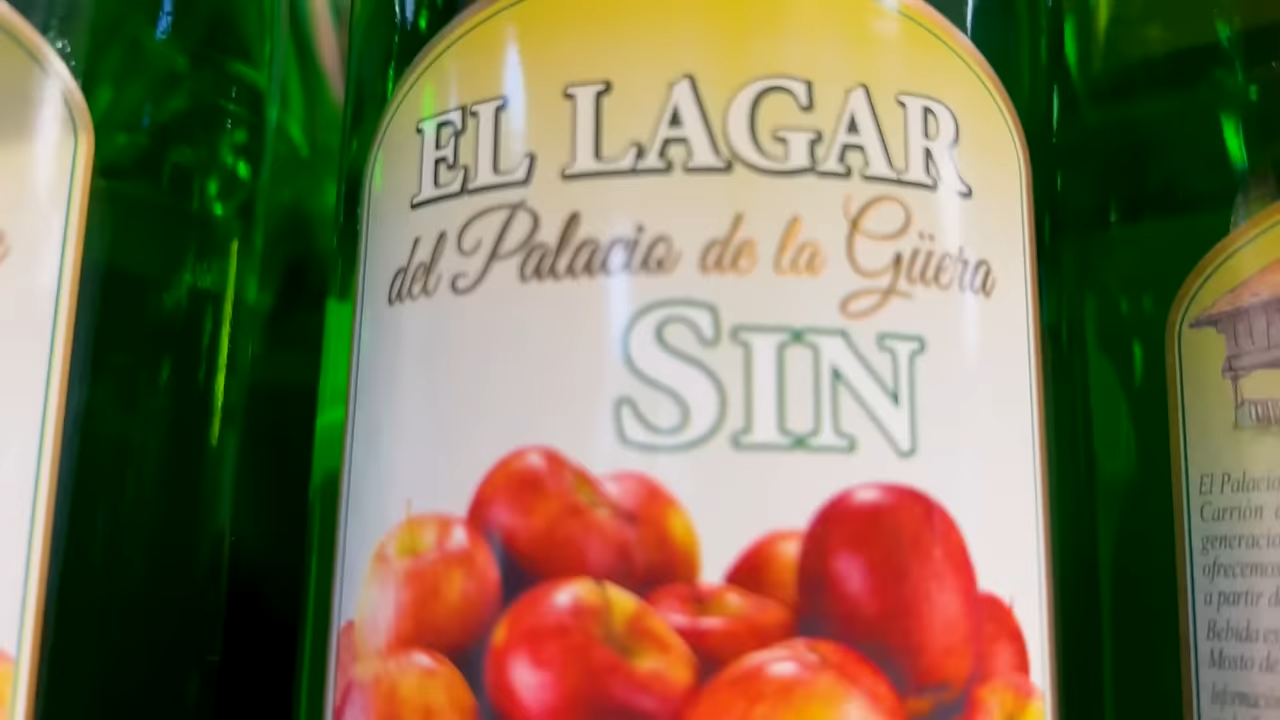 EL LAGAR
del Palacio de la Güera
SIN
El Palacio
Carrión
generació
ofrecemos
a partir d
Bebida
Mosto de